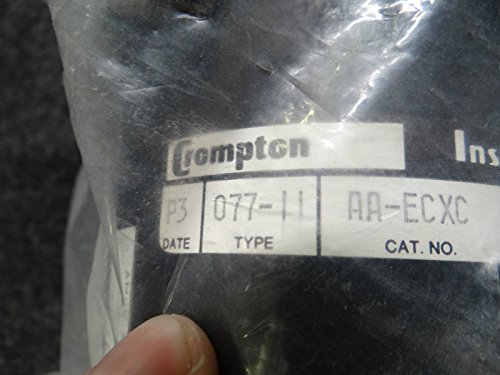 Crompton Ins
P3 077-11 AA-ECXC
DATE TYPE CAT. NO.